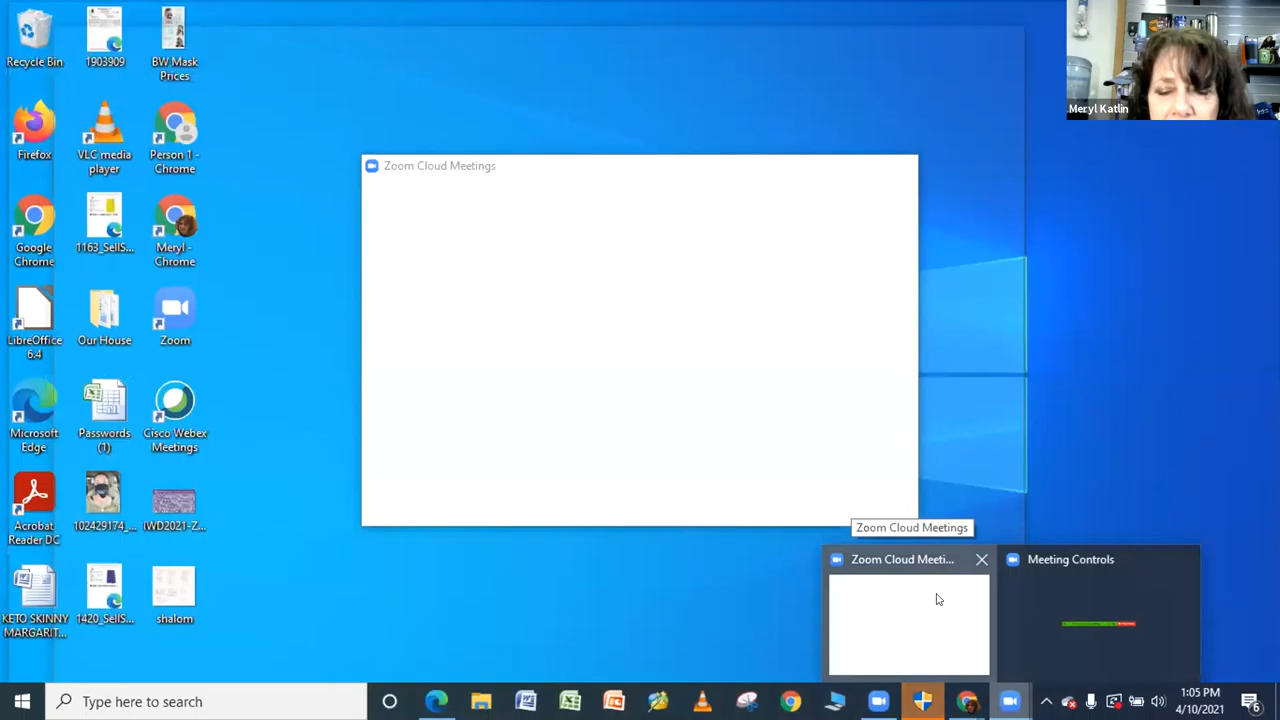 Recycle Bin
1903909
BW Mask
Prices
Meryl Katlin
Firefox
VLC media
player
Person 1 -
Chrome
Zoom Cloud Meetings
Google
Chrome
1163_SellS...
Meryl -
Chrome
LibreOffice
6.4
Our House
Zoom
Microsoft
Edge
Passwords
(1)
Cisco Webex
Meetings
Acrobat
Reader DC
102429174_...
IWD2021-Z...
Zoom Cloud Meetings
Zoom Cloud Meeti...
Meeting Controls
KETO SKINNY
MARGARIT...
1420_SellS...
shalom
Type here to search
1:05 PM
4/10/2021
6